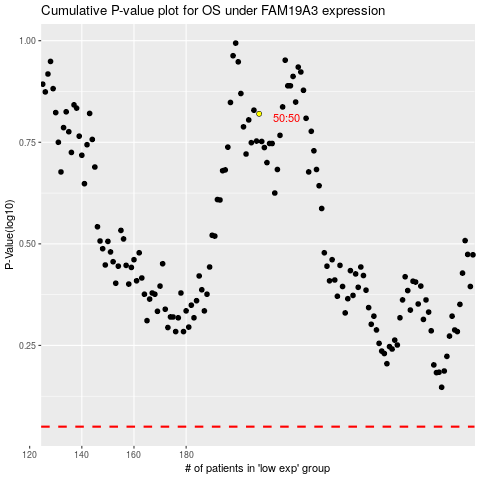 Cumulative P-value plot for OS under FAM19A3 expression
1.00
0.75
0.50
0.25
P-Value(log10)
50:50
120 140 160 180
# of patients in 'low exp' group